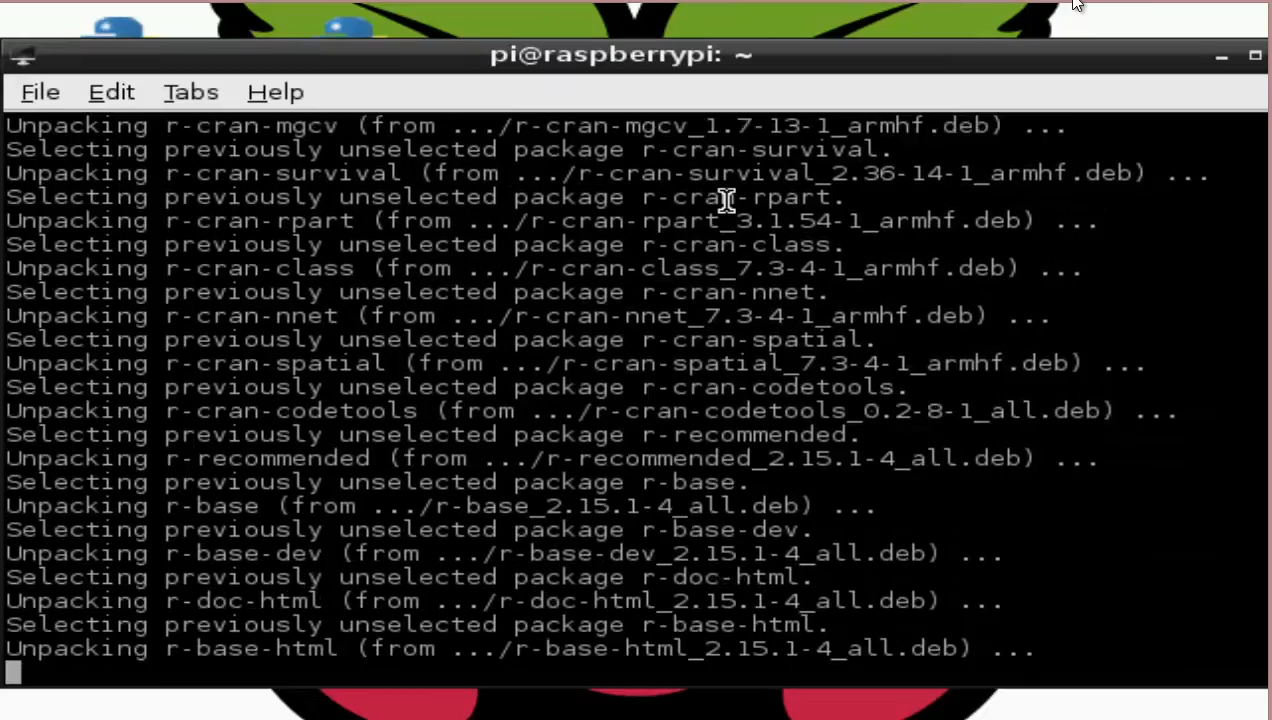 pi@raspberrypi: ~
File Edit Tabs Help
Unpacking r-cran-mgcv (from .../r-cran-mgcv_1.7-13-1_armhf.deb) ...
Selecting previously unselected package r-cran-survival.
Unpacking r-cran-survival (from .../r-cran-survival_2.36-14-1_armhf.deb) ...
Selecting previously unselected package r-cran-rpart.
Unpacking r-cran-rpart (from .../r-cran-rpart_3.1.54-1_armhf.deb) ...
Selecting previously unselected package r-cran-class.
Unpacking r-cran-class (from .../r-cran-class_7.3-4-1_armhf.deb) ...
Selecting previously unselected package r-cran-nnet.
Unpacking r-cran-nnet (from .../r-cran-nnet_7.3-4-1_armhf.deb) ...
Selecting previously unselected package r-cran-spatial.
Unpacking r-cran-spatial (from .../r-cran-spatial_7.3-4-1_armhf.deb) ...
Selecting previously unselected package r-cran-codetools.
Unpacking r-cran-codetools (from .../r-cran-codetools_0.2-8-1_all.deb) ...
Selecting previously unselected package r-recommended.
Unpacking r-recommended (from .../r-recommended_2.15.1-4_all.deb) ...
Selecting previously unselected package r-base.
Unpacking r-base (from .../r-base_2.15.1-4_all.deb) ...
Selecting previously unselected package r-base-dev.
Unpacking r-base-dev (from .../r-base-dev_2.15.1-4_all.deb) ...
Selecting previously unselected package r-doc-html.
Unpacking r-doc-html (from .../r-doc-html_2.15.1-4_all.deb) ...
Selecting previously unselected package r-base-html.
Unpacking r-base-html (from .../r-base-html_2.15.1-4_all.deb) ...